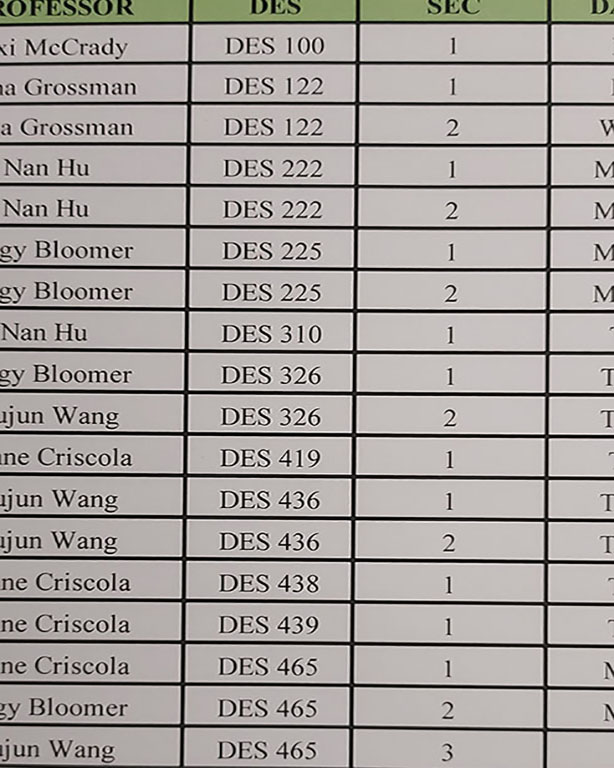 ROFESSOR DES SEC DA
xi McCrady DES 100 1
na Grossman DES 122 1
a Grossman DES 122 2 W
Nan Hu DES 222 1 M
Nan Hu DES 222 2 M
gy Bloomer DES 225 1 M
gy Bloomer DES 225 2 M
Nan Hu DES 310 1 T
gy Bloomer DES 326 1 T
ujun Wang DES 326 2 T
nne Criscola DES 419 1 T
ujun Wang DES 436 1 T
ujun Wang DES 436 2 T
ne Criscola DES 438 1 T
ne Criscola DES 439 1 T
ne Criscola DES 465 1 M
gy Bloomer DES 465 2 M
ujun Wang DES 465 3